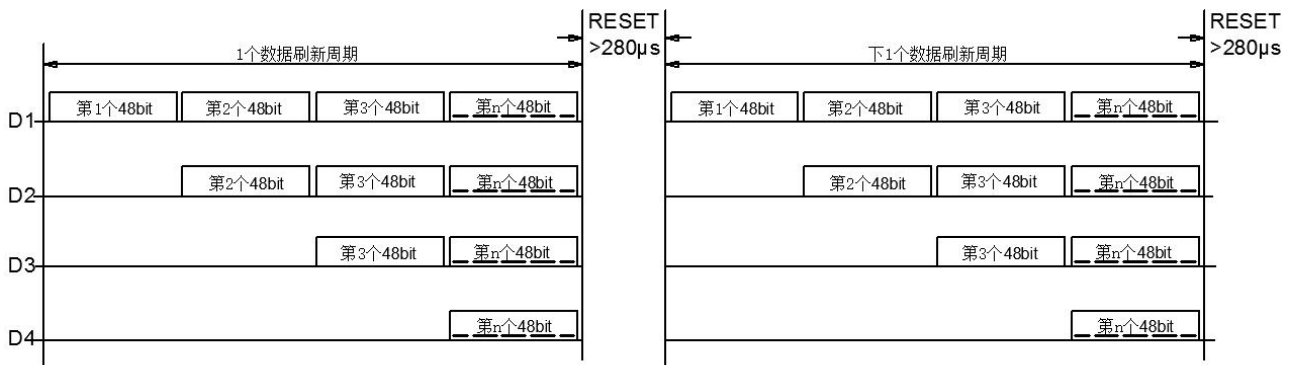 RESET
>280μs
1个数据刷新周期
RESET
>280μs
下1个数据刷新周期
D1 第1个48bit 第2个48bit 第3个48bit 第n个48bit 第1个48bit 第2个48bit 第3个48bit 第n个48bit
D2 第2个48bit 第3个48bit 第n个48bit 第2个48bit 第3个48bit 第n个48bit
D3 第3个48bit 第n个48bit 第3个48bit 第n个48bit
D4 第n个48bit 第n个48bit